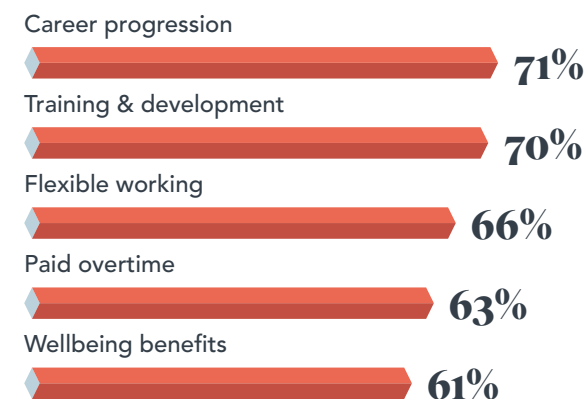 Career progression
71%
Training & development
70%
Flexible working
66%
Paid overtime
63%
Wellbeing benefits
61%